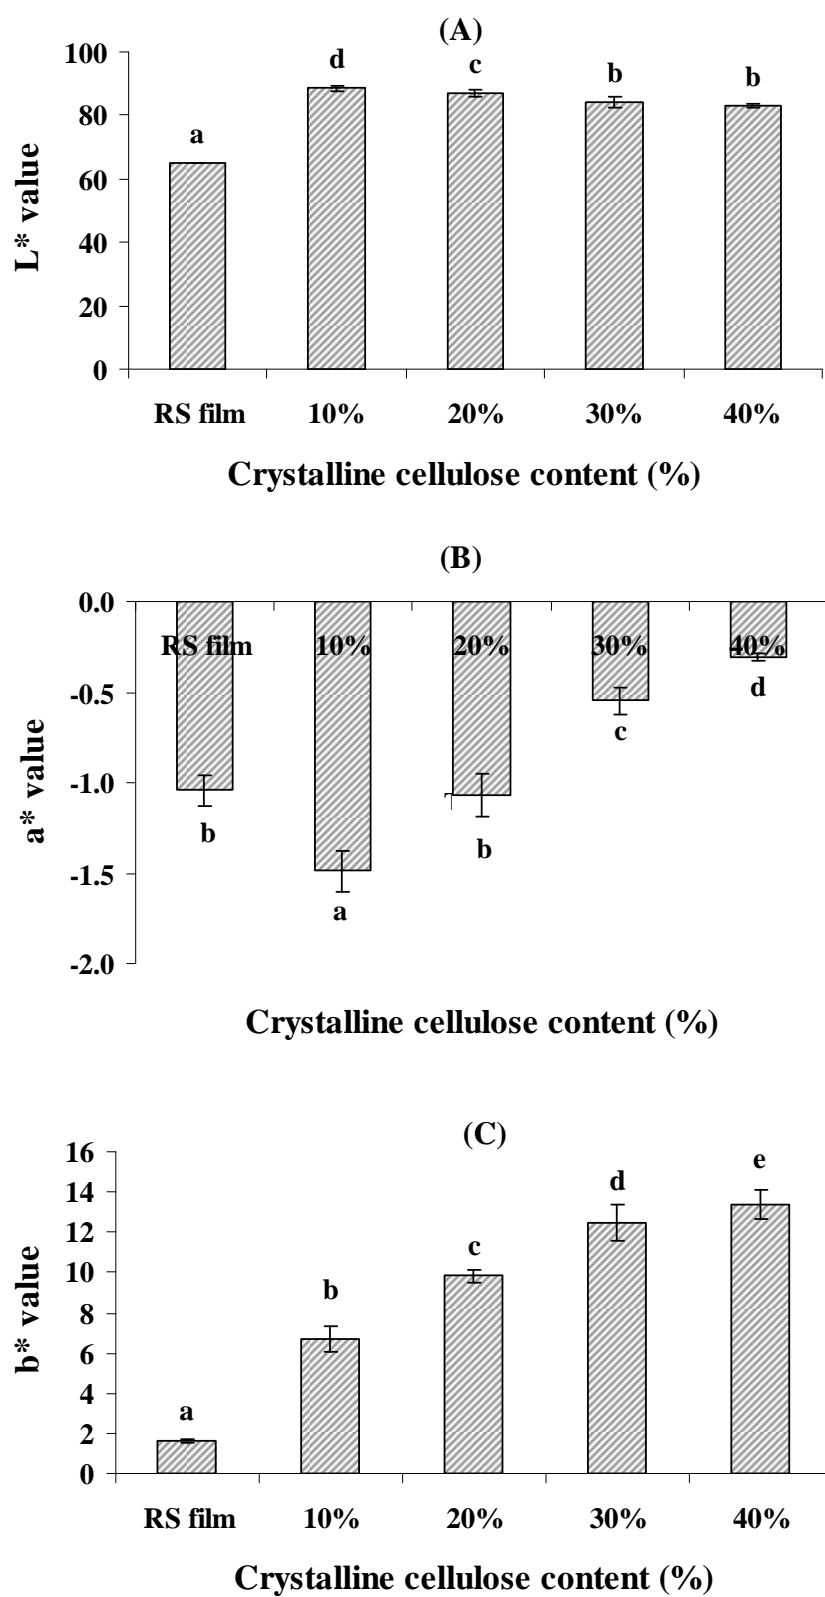 (A)
100
80
60
40
20
0
L* value
a
d
c
b
b
RS film 10% 20% 30% 40%
Crystalline cellulose content (%)
(B)
0.0
-0.5
-1.0
-1.5
-2.0
a* value
RS film 10% 20% 30% 40%
b
a
b
c
d
Crystalline cellulose content (%)
(C)
16
14
12
10
8
6
4
2
0
b* value
a
b
c
d
e
RS film 10% 20% 30% 40%
Crystalline cellulose content (%)